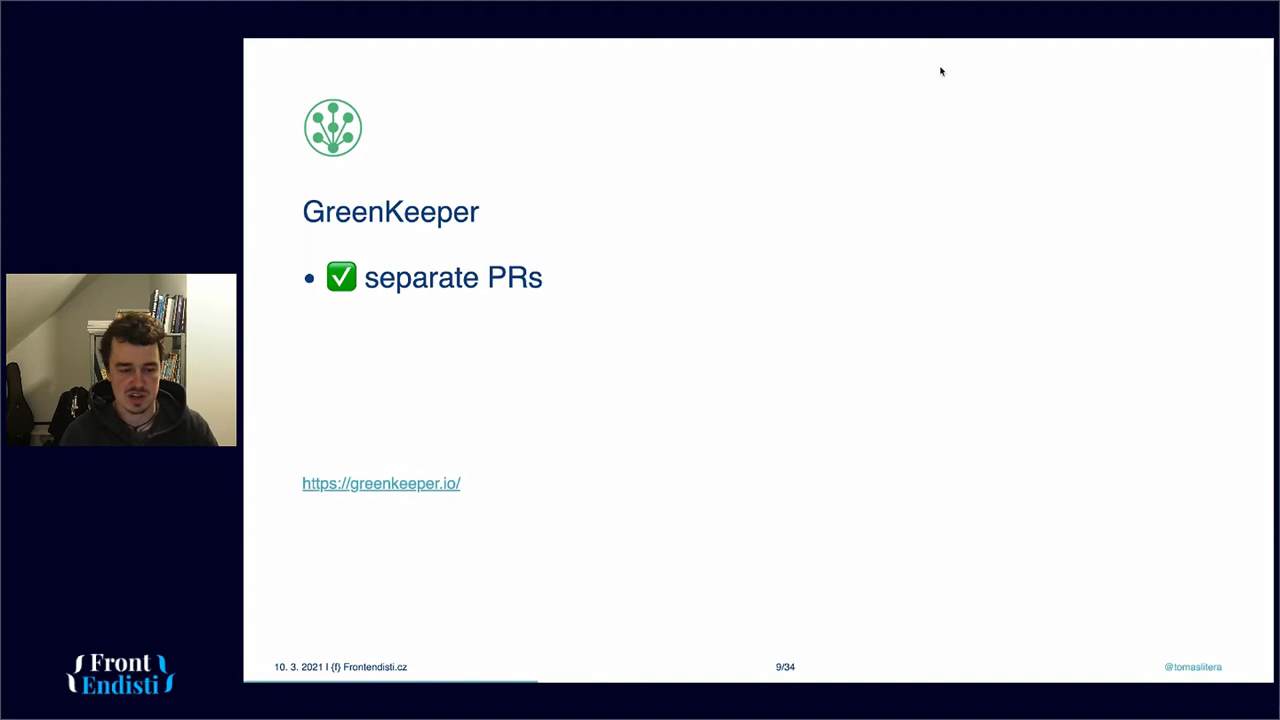 GreenKeeper
• ✅ separate PRs
https://greenkeeper.io/
10. 3. 2021 I {f} Frontendisti.cz
9/34
@tomaslitera
{Front
Endisti}